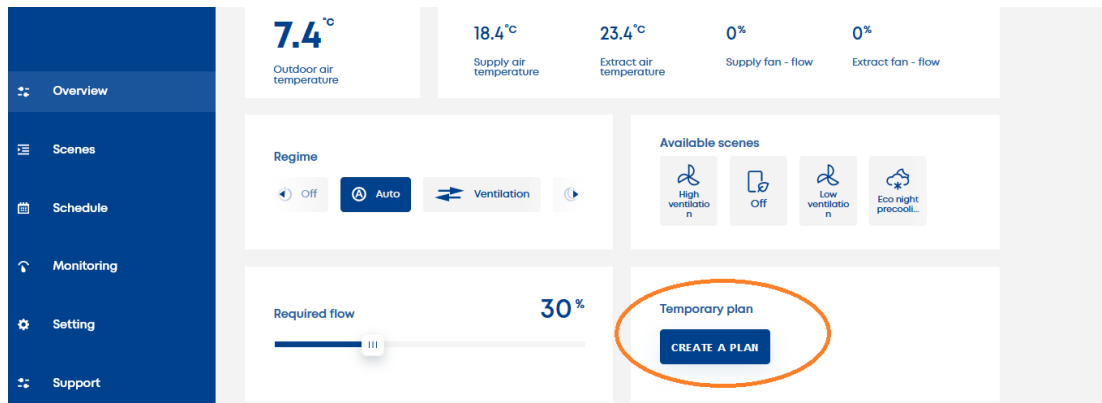 7.4°C
Outdoor air
temperature
18.4°C
Supply air
temperature
23.4°C
Extract air
temperature
0%
Supply fan - flow
0%
Extract fan - flow
Overview
Scenes
Schedule
Monitoring
Setting
Support
Regime
Off
A Auto
Ventilation
Available scenes
High
ventilatio
n
Off
Low
ventilatio
n
Eco night
precooli...
Required flow
30%
Temporary plan
CREATE A PLAN